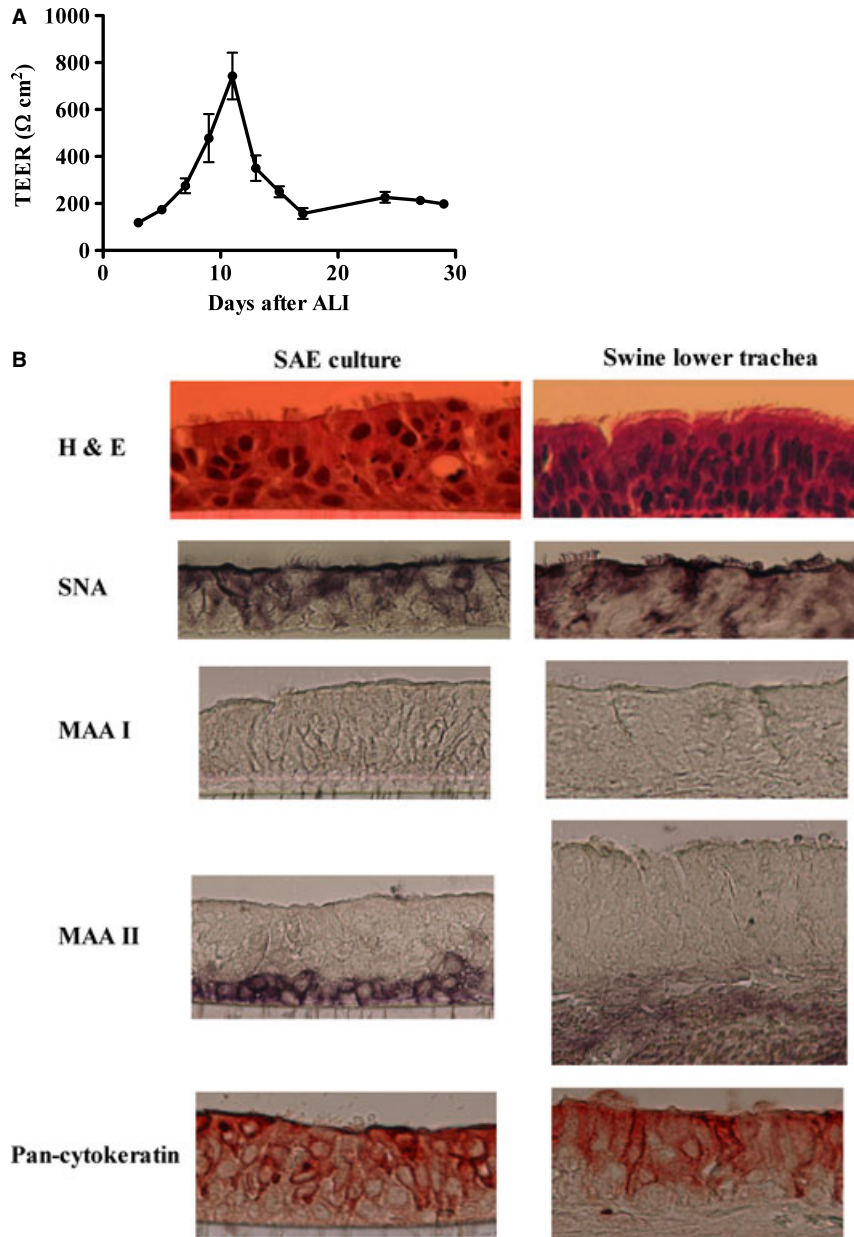 A
1000
800
600
400
200
0
TEER (Ω cm²)
0 10 20 30
Days after ALI
B
SAE culture Swine lower trachea
H & E
SNA
MAA I
MAA II
Pan-cytokeratin